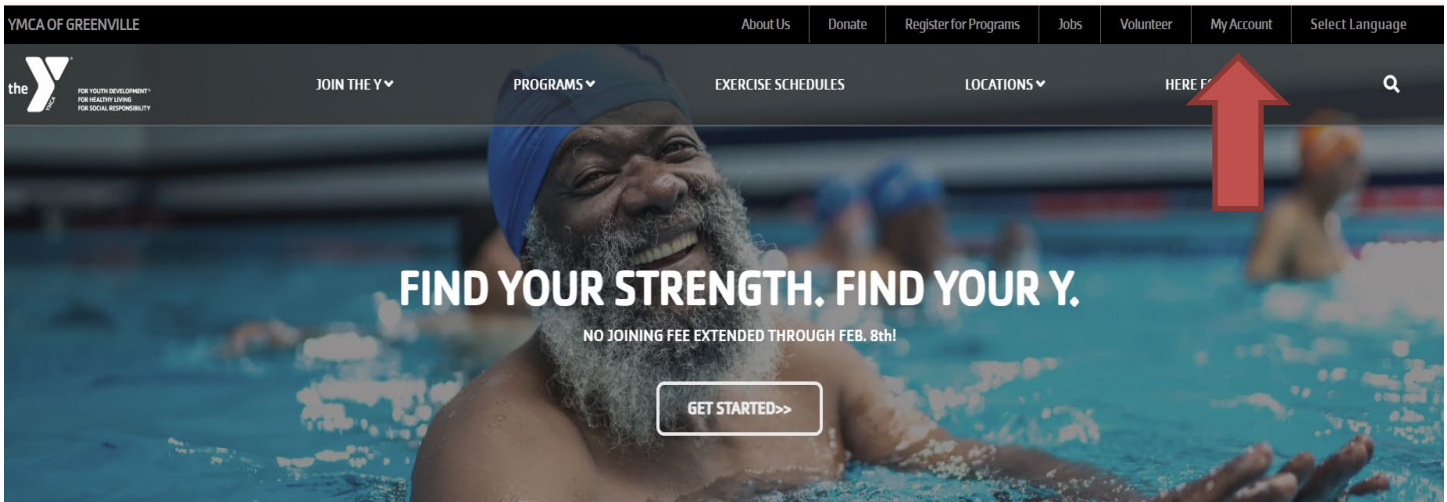 YMCA OF GREENVILLE
About Us Donate Register for Programs Jobs Volunteer My Account Select Language
the Y YMCA
FOR YOUTH DEVELOPMENT®
FOR HEALTHY LIVING
FOR SOCIAL RESPONSIBILITY
JOIN THE Y PROGRAMS EXERCISE SCHEDULES LOCATIONS HERE
FIND YOUR STRENGTH. FIND YOUR Y.
NO JOINING FEE EXTENDED THROUGH FEB. 8th!
GET STARTED>>